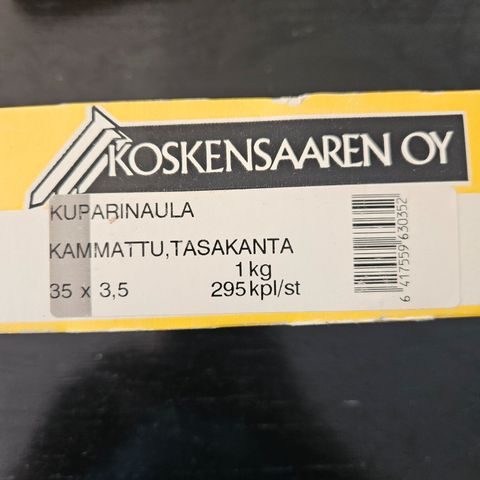 KOSKENSAAREN OY
KUPARINAULA
KAMMATTU,TASAKANTA
1 kg
35 x 3,5 295 kpl/st
6 417559 630352